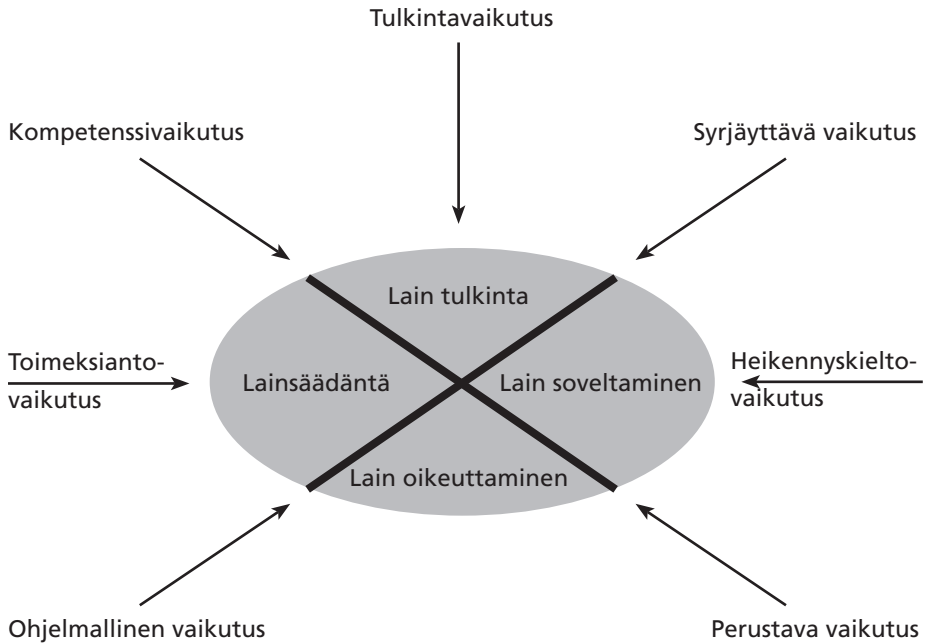 Tulkintavaikutus
Kompetenssivaikutus
Syrjäyttävä vaikutus
Lain tulkinta
Toimeksianto-
vaikutus
Lainsäädäntä
Lain soveltaminen
Heikennyskielto-
vaikutus
Lain oikeuttaminen
Ohjelmallinen vaikutus
Perustava vaikutus